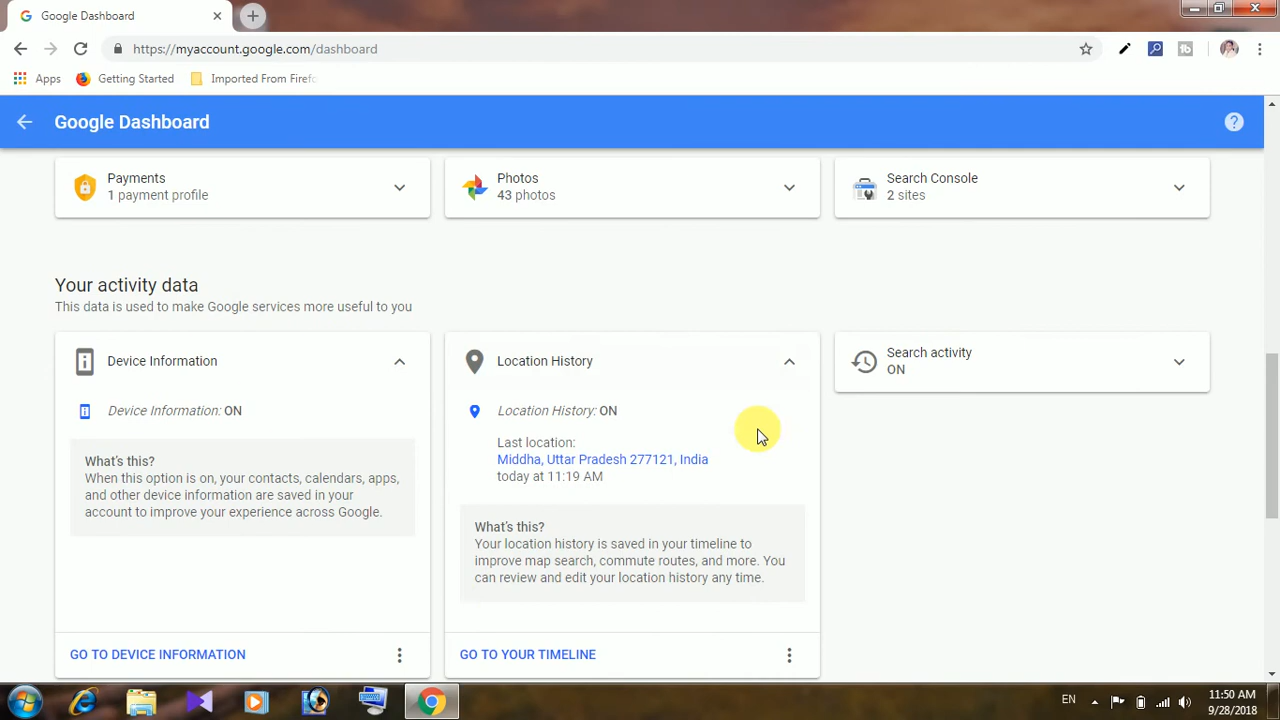 Google Dashboard
https://myaccount.google.com/dashboard
Apps
Getting Started
Imported From Firefo
Google Dashboard
Payments
1 payment profile
Photos
43 photos
Search Console
2 sites
Your activity data
This data is used to make Google services more useful to you
Device Information
Device Information: ON
What's this?
When this option is on, your contacts, calendars, apps,
and other device information are saved in your
account to improve your experience across Google.
GO TO DEVICE INFORMATION
Location History
Location History: ON
Last location:
Middha, Uttar Pradesh 277121, India
today at 11:19 AM
What's this?
Your location history is saved in your timeline to
improve map search, commute routes, and more. You
can review and edit your location history any time.
GO TO YOUR TIMELINE
Search activity
ON
EN
11:50 AM
9/28/2018